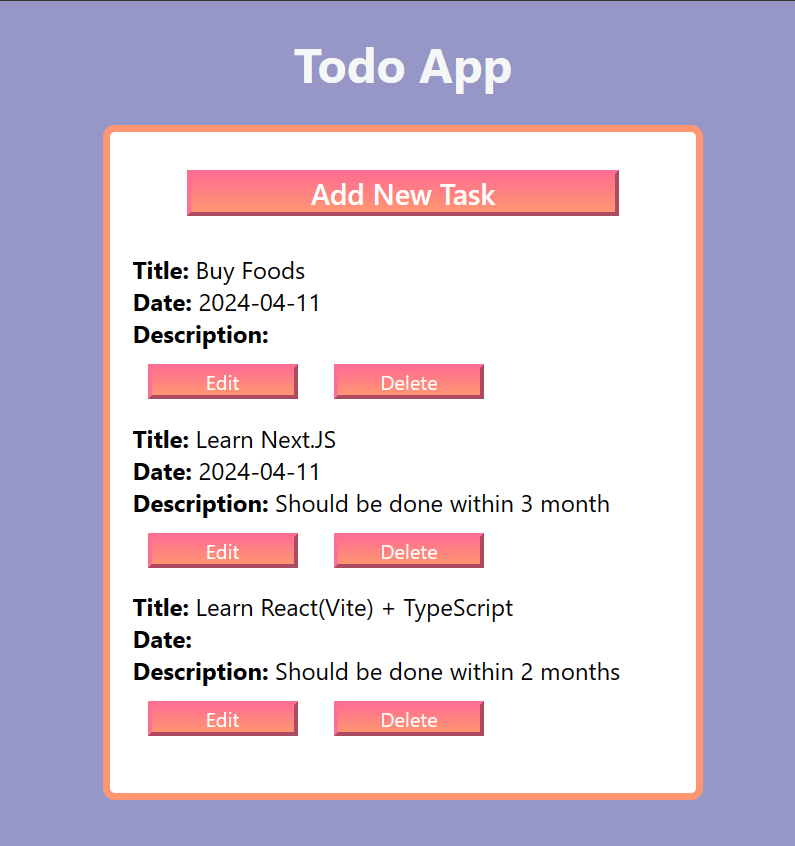 Todo App
Add New Task
Title: Buy Foods
Date: 2024-04-11
Description:
Edit Delete
Title: Learn Next.JS
Date: 2024-04-11
Description: Should be done within 3 month
Edit Delete
Title: Learn React(Vite) + TypeScript
Date:
Description: Should be done within 2 months
Edit Delete